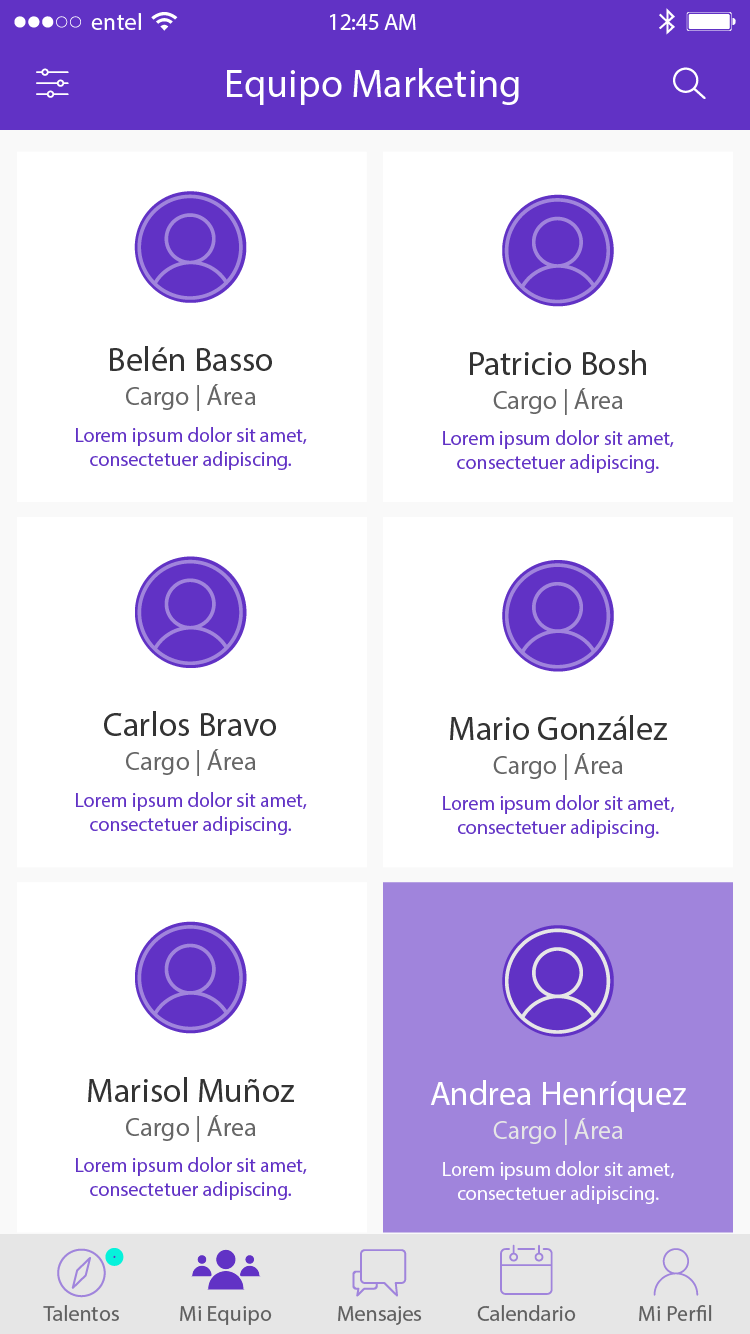 entel
12:45 AM
Equipo Marketing
Belén Basso
Cargo | Área
Lorem ipsum dolor sit amet,
consectetuer adipiscing.
Patricio Bosh
Cargo | Área
Lorem ipsum dolor sit amet,
consectetuer adipiscing.
Carlos Bravo
Cargo | Área
Lorem ipsum dolor sit amet,
consectetuer adipiscing.
Mario González
Cargo | Área
Lorem ipsum dolor sit amet,
consectetuer adipiscing.
Marisol Muñoz
Cargo | Área
Lorem ipsum dolor sit amet,
consectetuer adipiscing.
Andrea Henríquez
Cargo | Área
Lorem ipsum dolor sit amet,
consectetuer adipiscing.
Talentos
Mi Equipo
Mensajes
Calendario
Mi Perfil